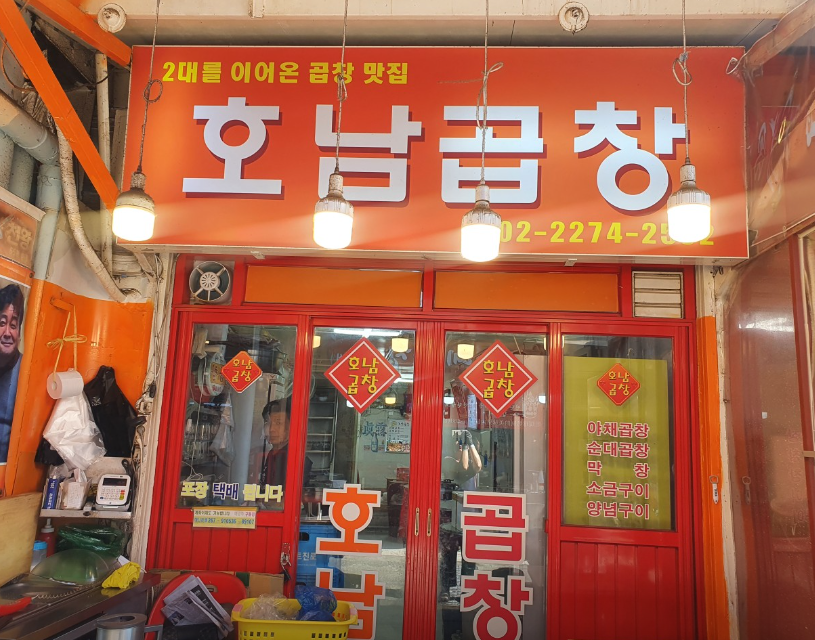 2대를 이어온 곱창 맛집
호남곱창
호남
곱창
호남
곱창
호남
곱창
호남
곱창
야채곱창
순대곱창
막 창
소금구이
양념구이
포장 택배 됩니다
호남
곱창